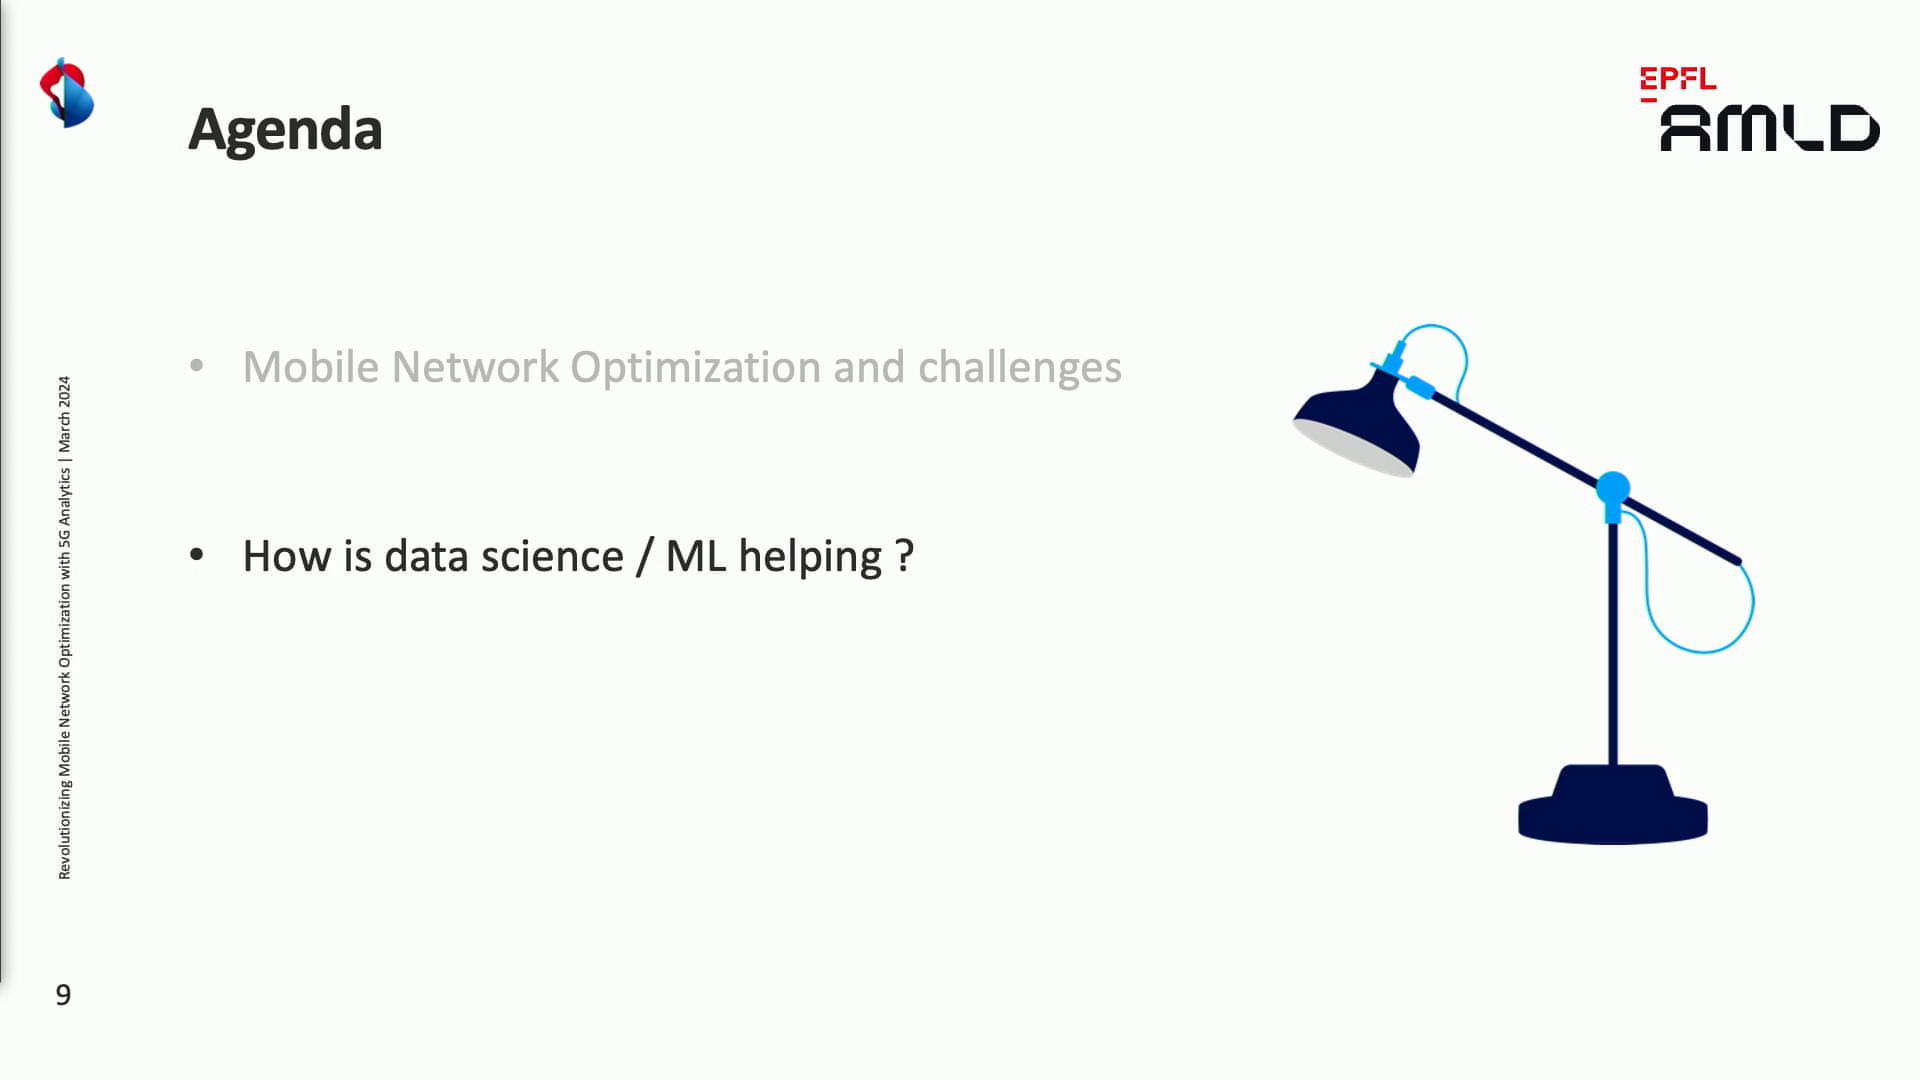 Agenda
EPFL
AMLD
• Mobile Network Optimization and challenges
• How is data science / ML helping ?
Revolutionizing Mobile Network Optimization with 5G Analytics | March 2024
9